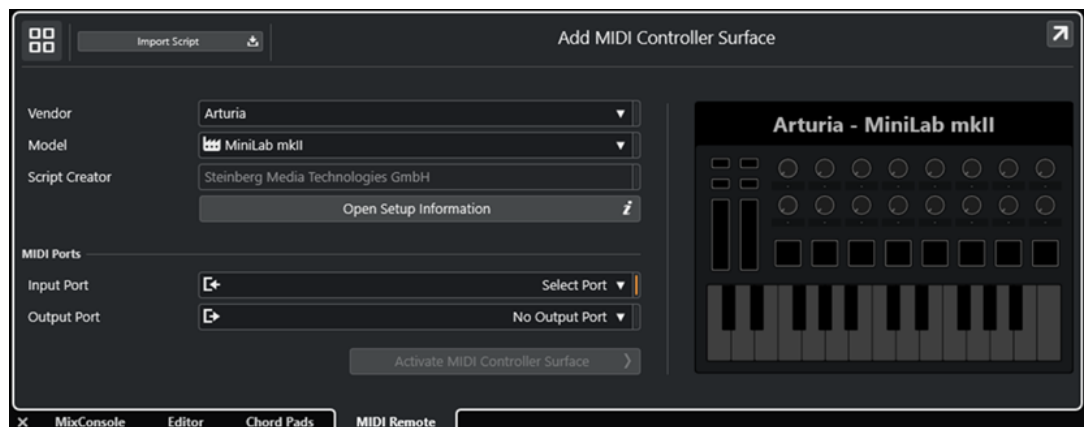 Import Script
Add MIDI Controller Surface
Vendor
Arturia
Model
MiniLab mkII
Script Creator
Steinberg Media Technologies GmbH
Open Setup Information
i
MIDI Ports
Input Port
Select Port
Output Port
No Output Port
Activate MIDI Controller Surface
Arturia - MiniLab mkII
MixConsole
Editor
Chord Pads
MIDI Remote